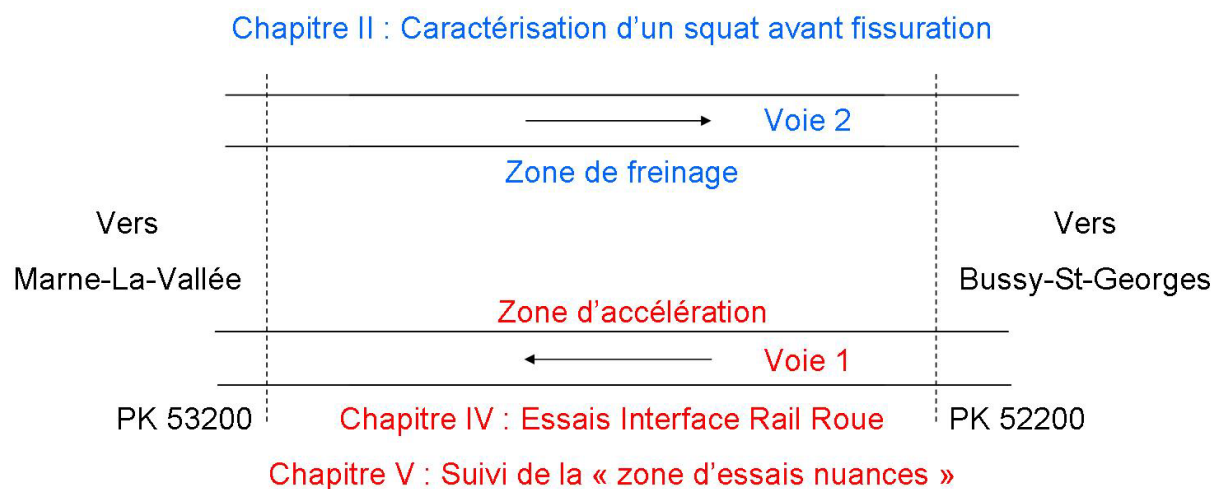 Chapitre II : Caractérisation d'un squat avant fissuration
Voie 2
Zone de freinage
Vers
Marne-La-Vallée
Vers
Bussy-St-Georges
Zone d'accélération
Voie 1
PK 53200
Chapitre IV : Essais Interface Rail Roue
PK 52200
Chapitre V : Suivi de la « zone d'essais nuances »